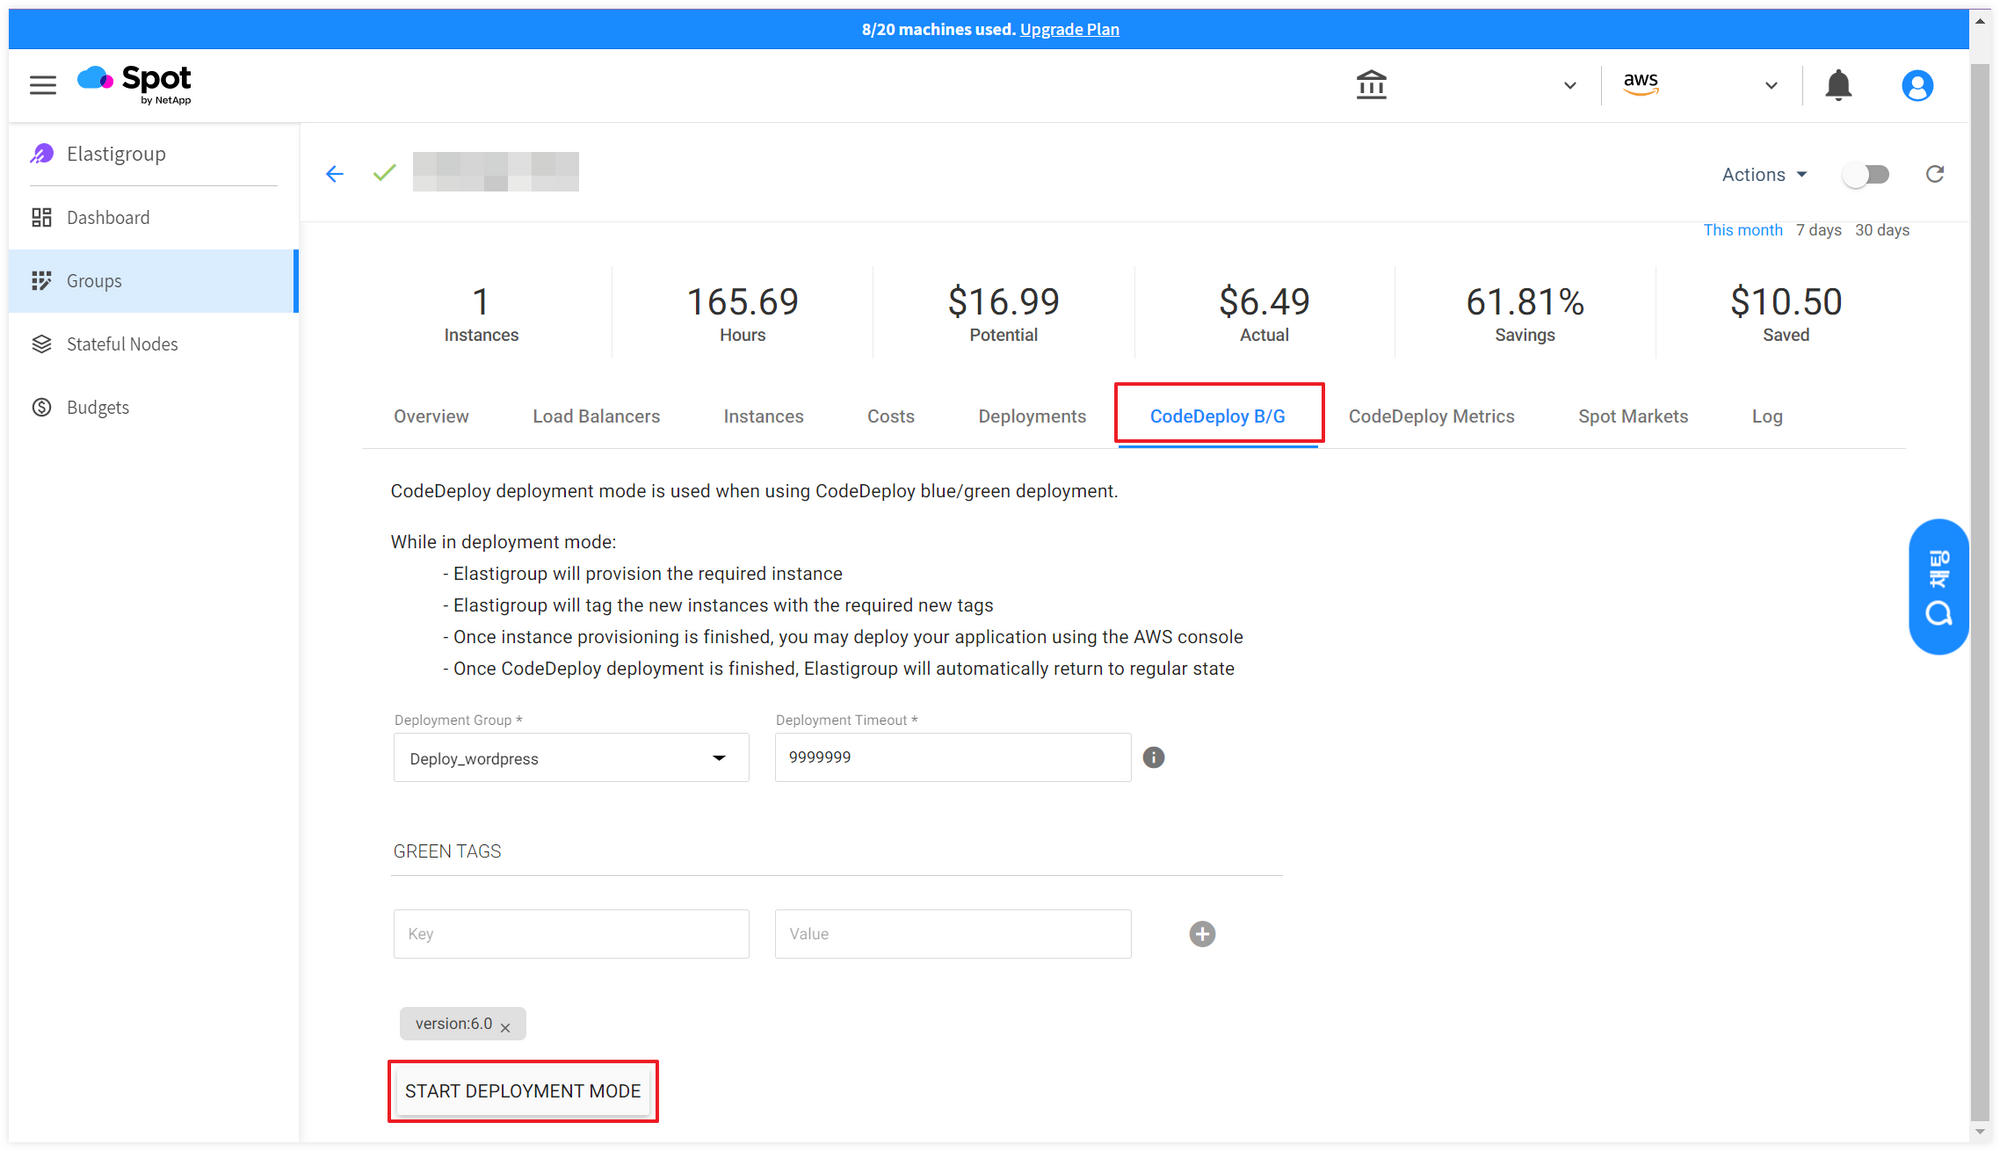 8/20 machines used. Upgrade Plan
Spot
by NetApp
aws
Elastigroup
Dashboard
Groups
Stateful Nodes
Budgets
Actions
This month 7 days 30 days
1
Instances
165.69
Hours
$16.99
Potential
$6.49
Actual
61.81%
Savings
$10.50
Saved
Overview Load Balancers Instances Costs Deployments CodeDeploy B/G CodeDeploy Metrics Spot Markets Log
CodeDeploy deployment mode is used when using CodeDeploy blue/green deployment.
While in deployment mode:
- Elastigroup will provision the required instance
- Elastigroup will tag the new instances with the required new tags
- Once instance provisioning is finished, you may deploy your application using the AWS console
- Once CodeDeploy deployment is finished, Elastigroup will automatically return to regular state
Deployment Group *
Deploy_wordpress
Deployment Timeout *
9999999
GREEN TAGS
Key
Value
version:6.0
START DEPLOYMENT MODE
채팅